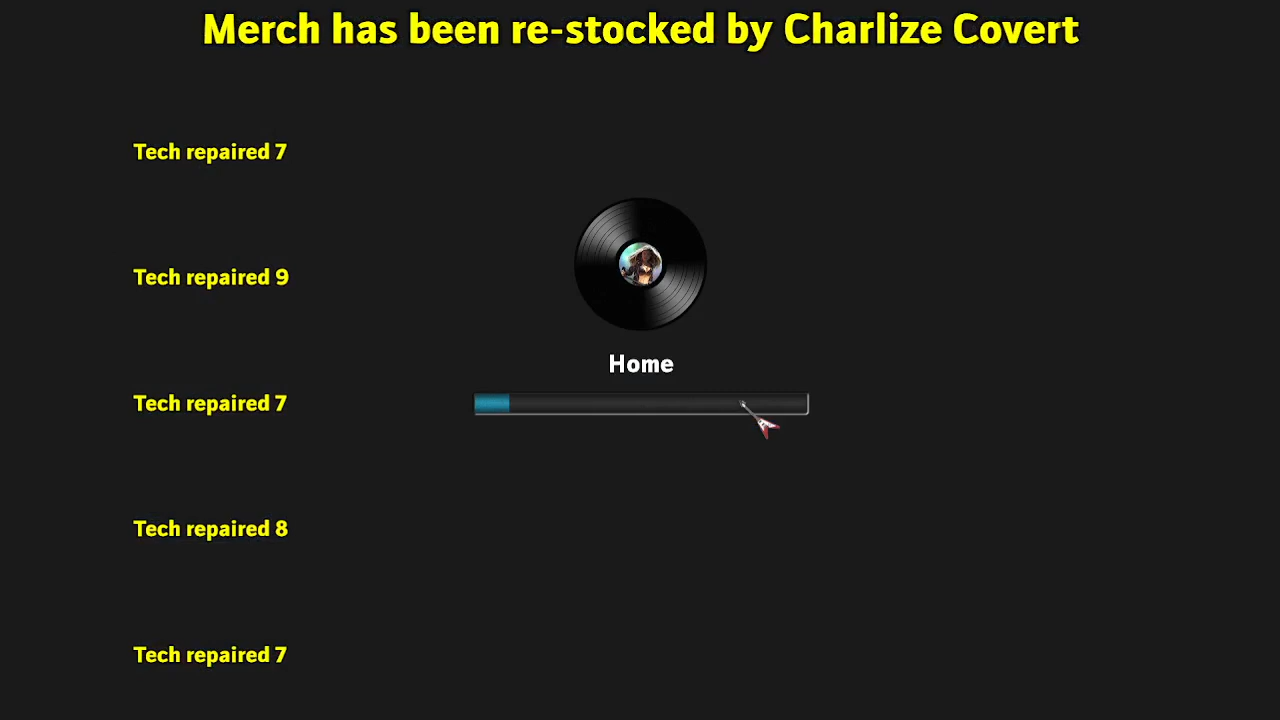 Merch has been re-stocked by Charlize Covert
Tech repaired 7
Tech repaired 9
Home
Tech repaired 7
Tech repaired 8
Tech repaired 7